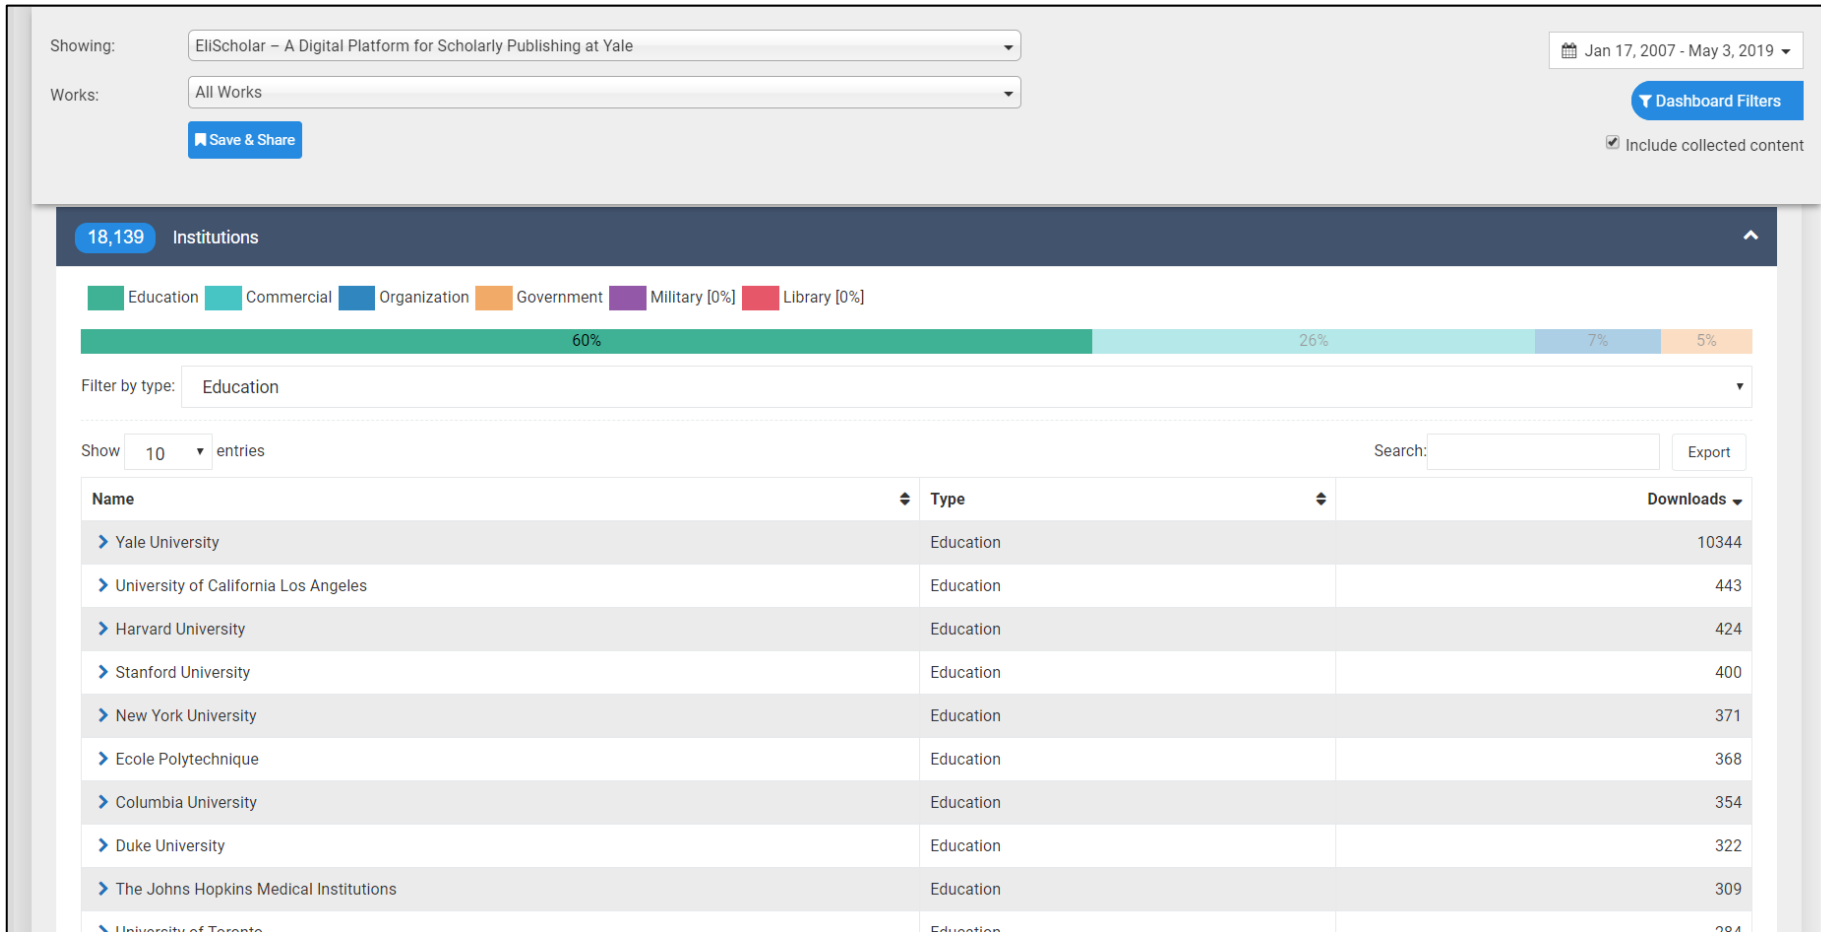 Showing: EliScholar – A Digital Platform for Scholarly Publishing at Yale Jan 17, 2007 - May 3, 2019
Works: All Works Dashboard Filters
Save & Share Include collected content
18,139 Institutions
Education Commercial Organization Government Military [0%] Library [0%]
60% 26% 7% 5%
Filter by type: Education
Show 10 entries Search: Export
Name Type Downloads
Yale University Education 10344
University of California Los Angeles Education 443
Harvard University Education 424
Stanford University Education 400
New York University Education 371
Ecole Polytechnique Education 368
Columbia University Education 354
Duke University Education 322
The Johns Hopkins Medical Institutions Education 309
University of Toronto Education 284